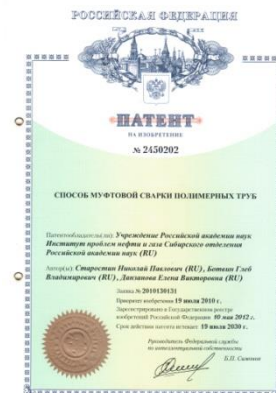 РОССИЙСКАЯ ФЕДЕРАЦИЯ
ПАТЕНТ
НА ИЗОБРЕТЕНИЕ
№ 2450202
СПОСОБ МУФТОВОЙ СВАРКИ ПОЛИМЕРНЫХ ТРУБ
Патентообладатель(ли): Учреждение Российской академии наук
Институт проблем нефти и газа Сибирского отделения
Российской академии наук (RU)
Автор(ы): Старостин Николай Павлович (RU), Ботвин Глеб
Владимирович (RU), Данзанова Елена Викторовна (RU)
Заявка № 2010130131
Приоритет изобретения 19 июля 2010 г.
Зарегистрировано в Государственном реестре
изобретений Российской Федерации 10 мая 2012 г.
Срок действия патента истекает 19 июля 2030 г.
Руководитель Федеральной службы
по интеллектуальной собственности
Б.П. Симонов